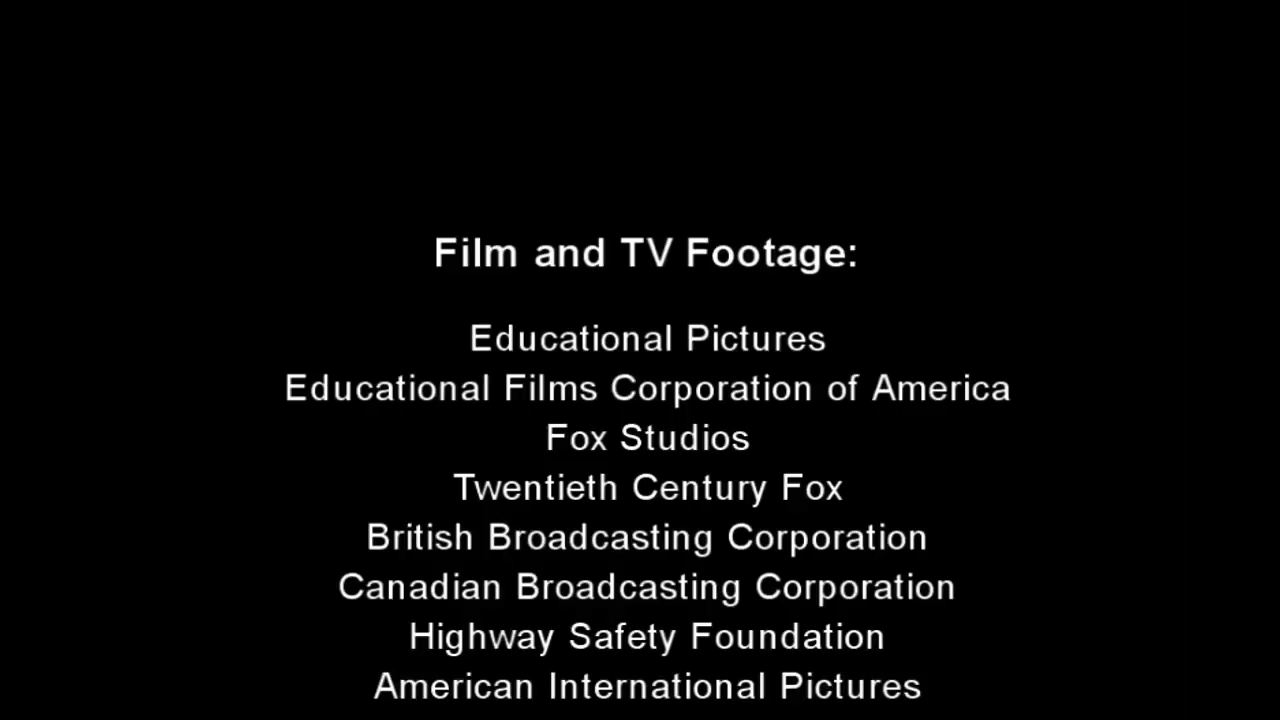 Film and TV Footage:
Educational Pictures
Educational Films Corporation of America
Fox Studios
Twentieth Century Fox
British Broadcasting Corporation
Canadian Broadcasting Corporation
Highway Safety Foundation
American International Pictures